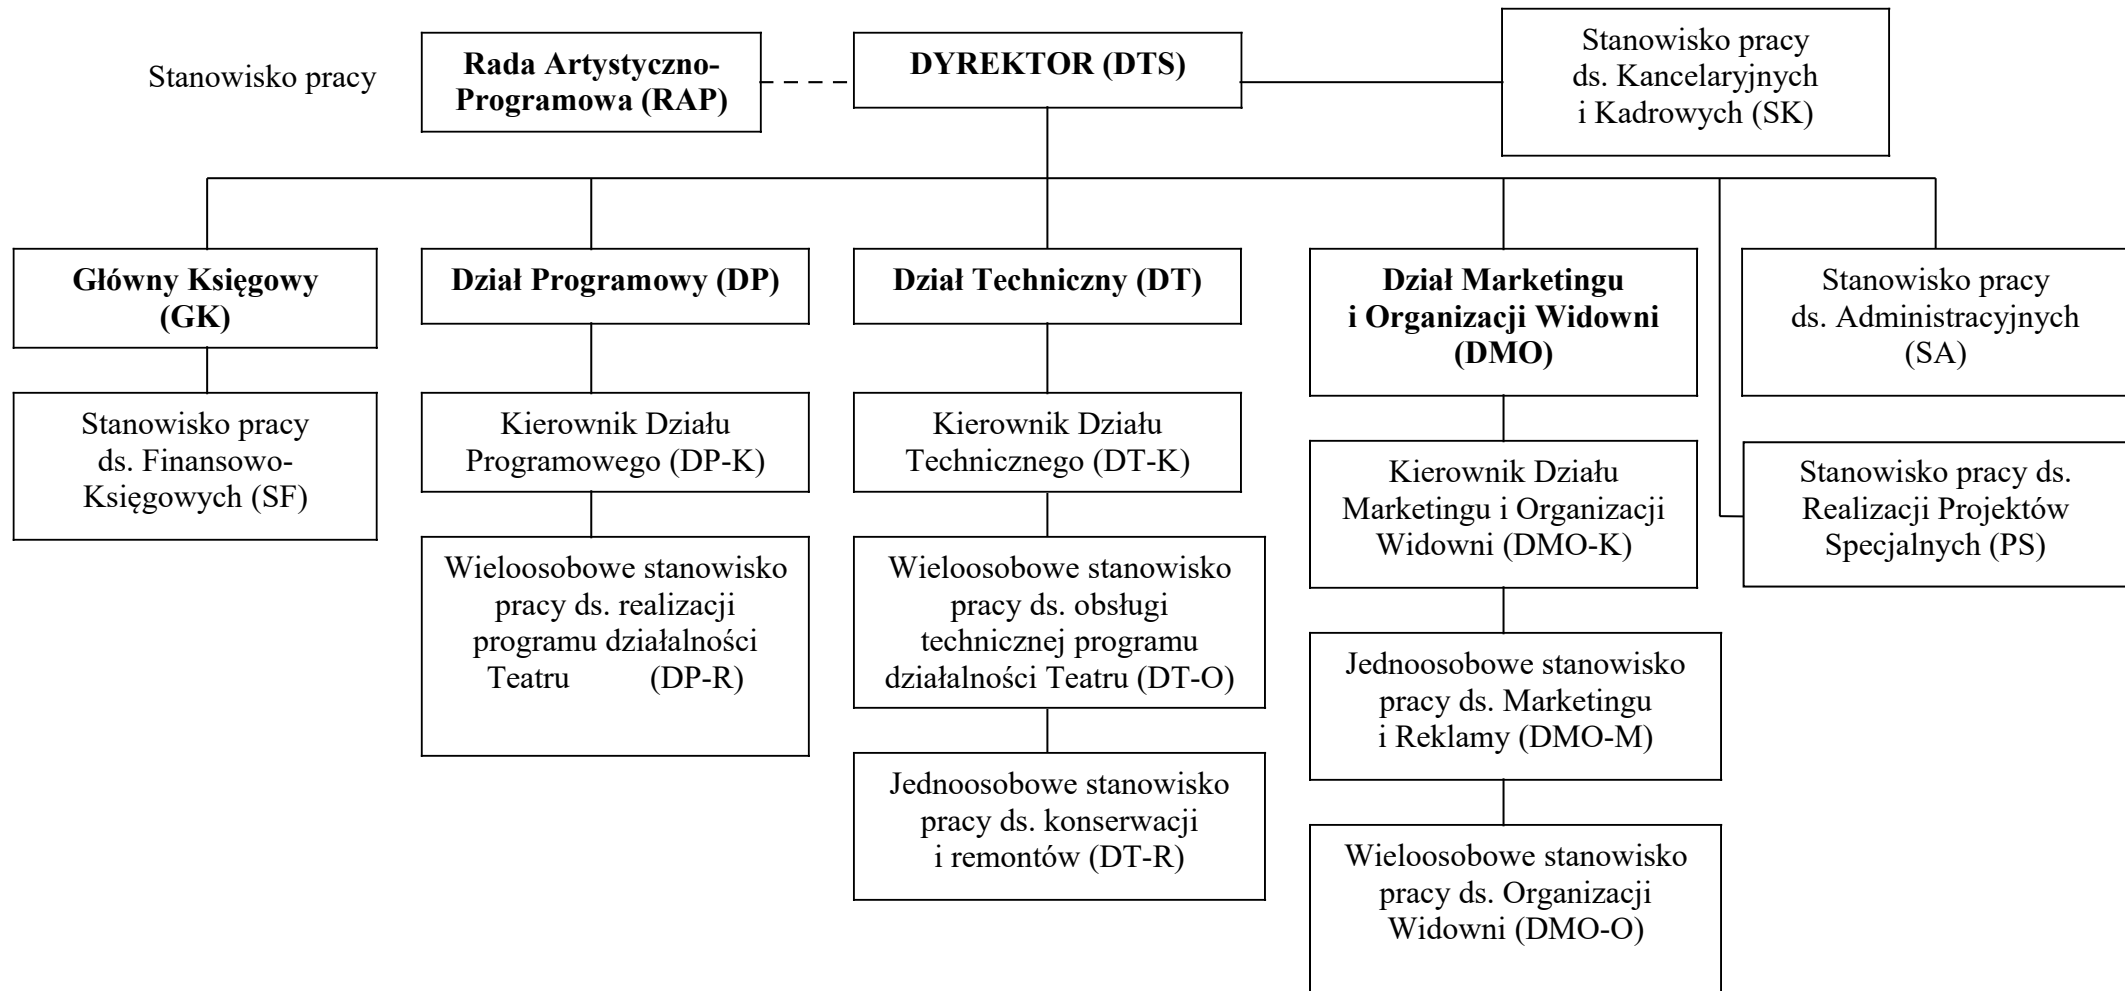 Stanowisko pracy
Rada Artystyczno-
Programowa (RAP)
DYREKTOR (DTS)
Stanowisko pracy
ds. Kancelaryjnych
i Kadrowych (SK)
Główny Księgowy
(GK)
Dział Programowy (DP)
Dział Techniczny (DT)
Dział Marketingu
i Organizacji Widowni
(DMO)
Stanowisko pracy
ds. Administracyjnych
(SA)
Stanowisko pracy
ds. Finansowo-
Księgowych (SF)
Kierownik Działu
Programowego (DP-K)
Kierownik Działu
Technicznego (DT-K)
Kierownik Działu
Marketingu i Organizacji
Widowni (DMO-K)
Stanowisko pracy ds.
Realizacji Projektów
Specjalnych (PS)
Wieloosobowe stanowisko
pracy ds. realizacji
programu działalności
Teatru (DP-R)
Wieloosobowe stanowisko
pracy ds. obsługi
technicznej programu
działalności Teatru (DT-O)
Jednoosobowe stanowisko
pracy ds. Marketingu
i Reklamy (DMO-M)
Jednoosobowe stanowisko
pracy ds. konserwacji
i remontów (DT-R)
Wieloosobowe stanowisko
pracy ds. Organizacji
Widowni (DMO-O)